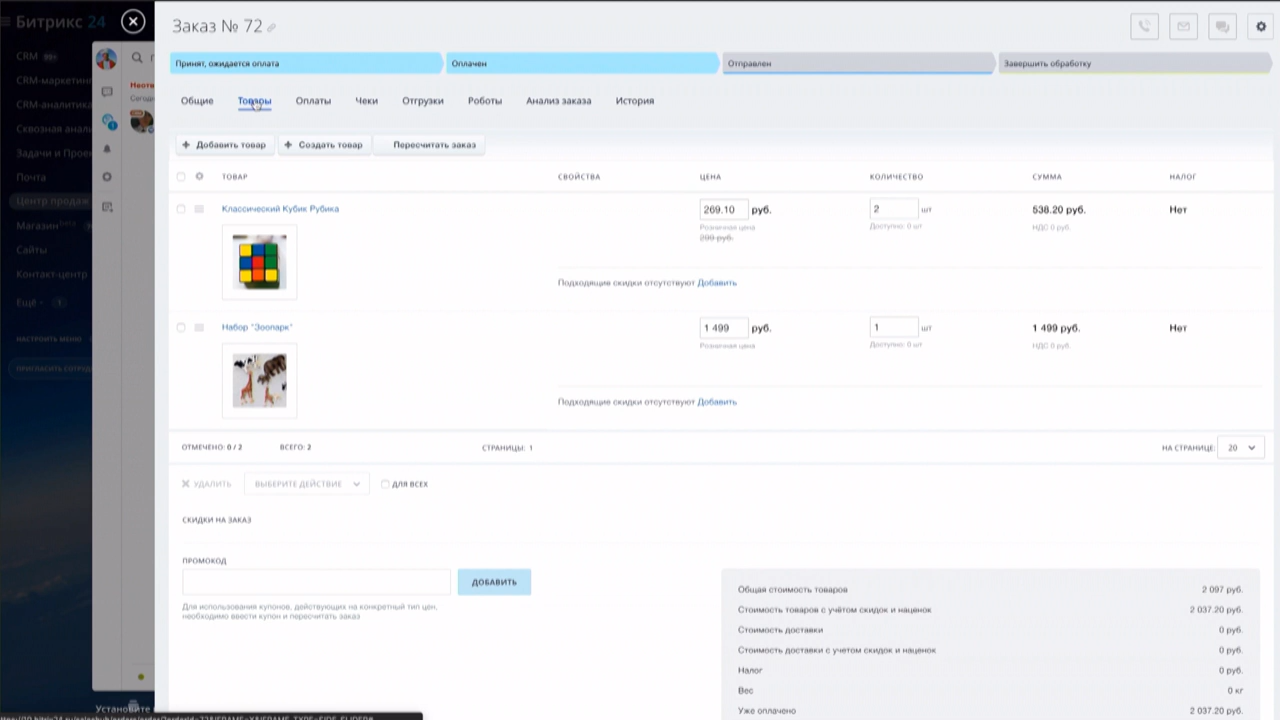 Битрикс 24
Заказ № 72
Принят, ожидается оплата
Оплачен
Отправлен
Завершить обработку
CRM
CRM-маркетинг
CRM-аналитика
Сквозная анал
Задачи и Прое
Почта
Центр продаж
Магазин beta
Сайты
Контакт-центр
Ещё 1
НАСТРОИТЬ МЕНЮ
ПРИГЛАСИТЬ СОТРУД
Неотв
Сегод
Общие Товары Оплаты Чеки Отгрузки Роботы Анализ заказа История
+ Добавить товар + Создать товар Пересчитать заказ
ТОВАР СВОЙСТВА ЦЕНА КОЛИЧЕСТВО СУММА НАЛОГ
Классический Кубик Рубика 269.10 руб. 2 шт 538.20 руб. Нет
Розничная цена Доступно: 0 шт НДС 0 руб.
299 руб.
Подходящие скидки отсутствуют Добавить
Набор "Зоопарк" 1 499 руб. 1 шт 1 499 руб. Нет
Розничная цена Доступно: 0 шт НДС 0 руб.
Подходящие скидки отсутствуют Добавить
ОТМЕЧЕНО: 0 / 2 ВСЕГО: 2 СТРАНИЦЫ: 1 НА СТРАНИЦЕ: 20
УДАЛИТЬ ВЫБЕРИТЕ ДЕЙСТВИЕ ДЛЯ ВСЕХ
СКИДКИ НА ЗАКАЗ
ПРОМОКОД
ДОБАВИТЬ
Для использования купонов, действующих на конкретный тип цен,
необходимо ввести купон и пересчитать заказ
Общая стоимость товаров 2 097 руб.
Стоимость товаров с учётом скидок и наценок 2 037.20 руб.
Стоимость доставки 0 руб.
Стоимость доставки с учетом скидок и наценок 0 руб.
Налог 0 руб.
Вес 0 кг
Уже оплачено 2 037.20 руб.
Установите